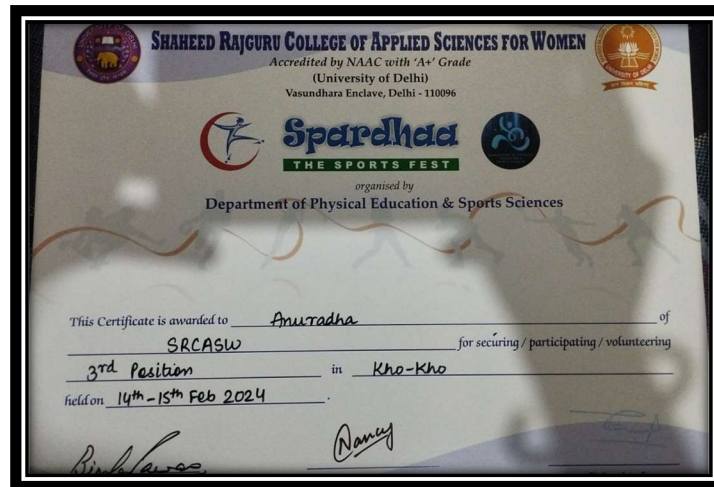 SHAHEED RAJGURU COLLEGE OF APPLIED SCIENCES FOR WOMEN
Accredited by NAAC with 'A+' Grade
(University of Delhi)
Vasundhara Enclave, Delhi - 110096
Spardhaa
THE SPORTS FEST
organised by
Department of Physical Education & Sports Sciences
This Certificate is awarded to Anuradha of
SRCASW for securing / participating / volunteering
3rd Position in Kho-Kho
held on 14th-15th Feb 2024.
Nancy